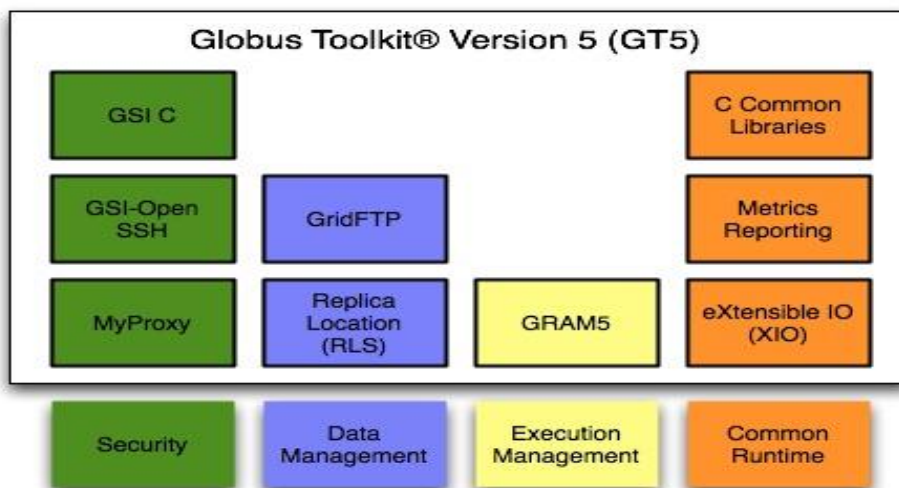 Globus Toolkit® Version 5 (GT5)
GSI C
C Common
Libraries
GSI-Open
SSH
GridFTP
Metrics
Reporting
MyProxy
Replica
Location
(RLS)
GRAM5
eXtensible IO
(XIO)
Security
Data
Management
Execution
Management
Common
Runtime